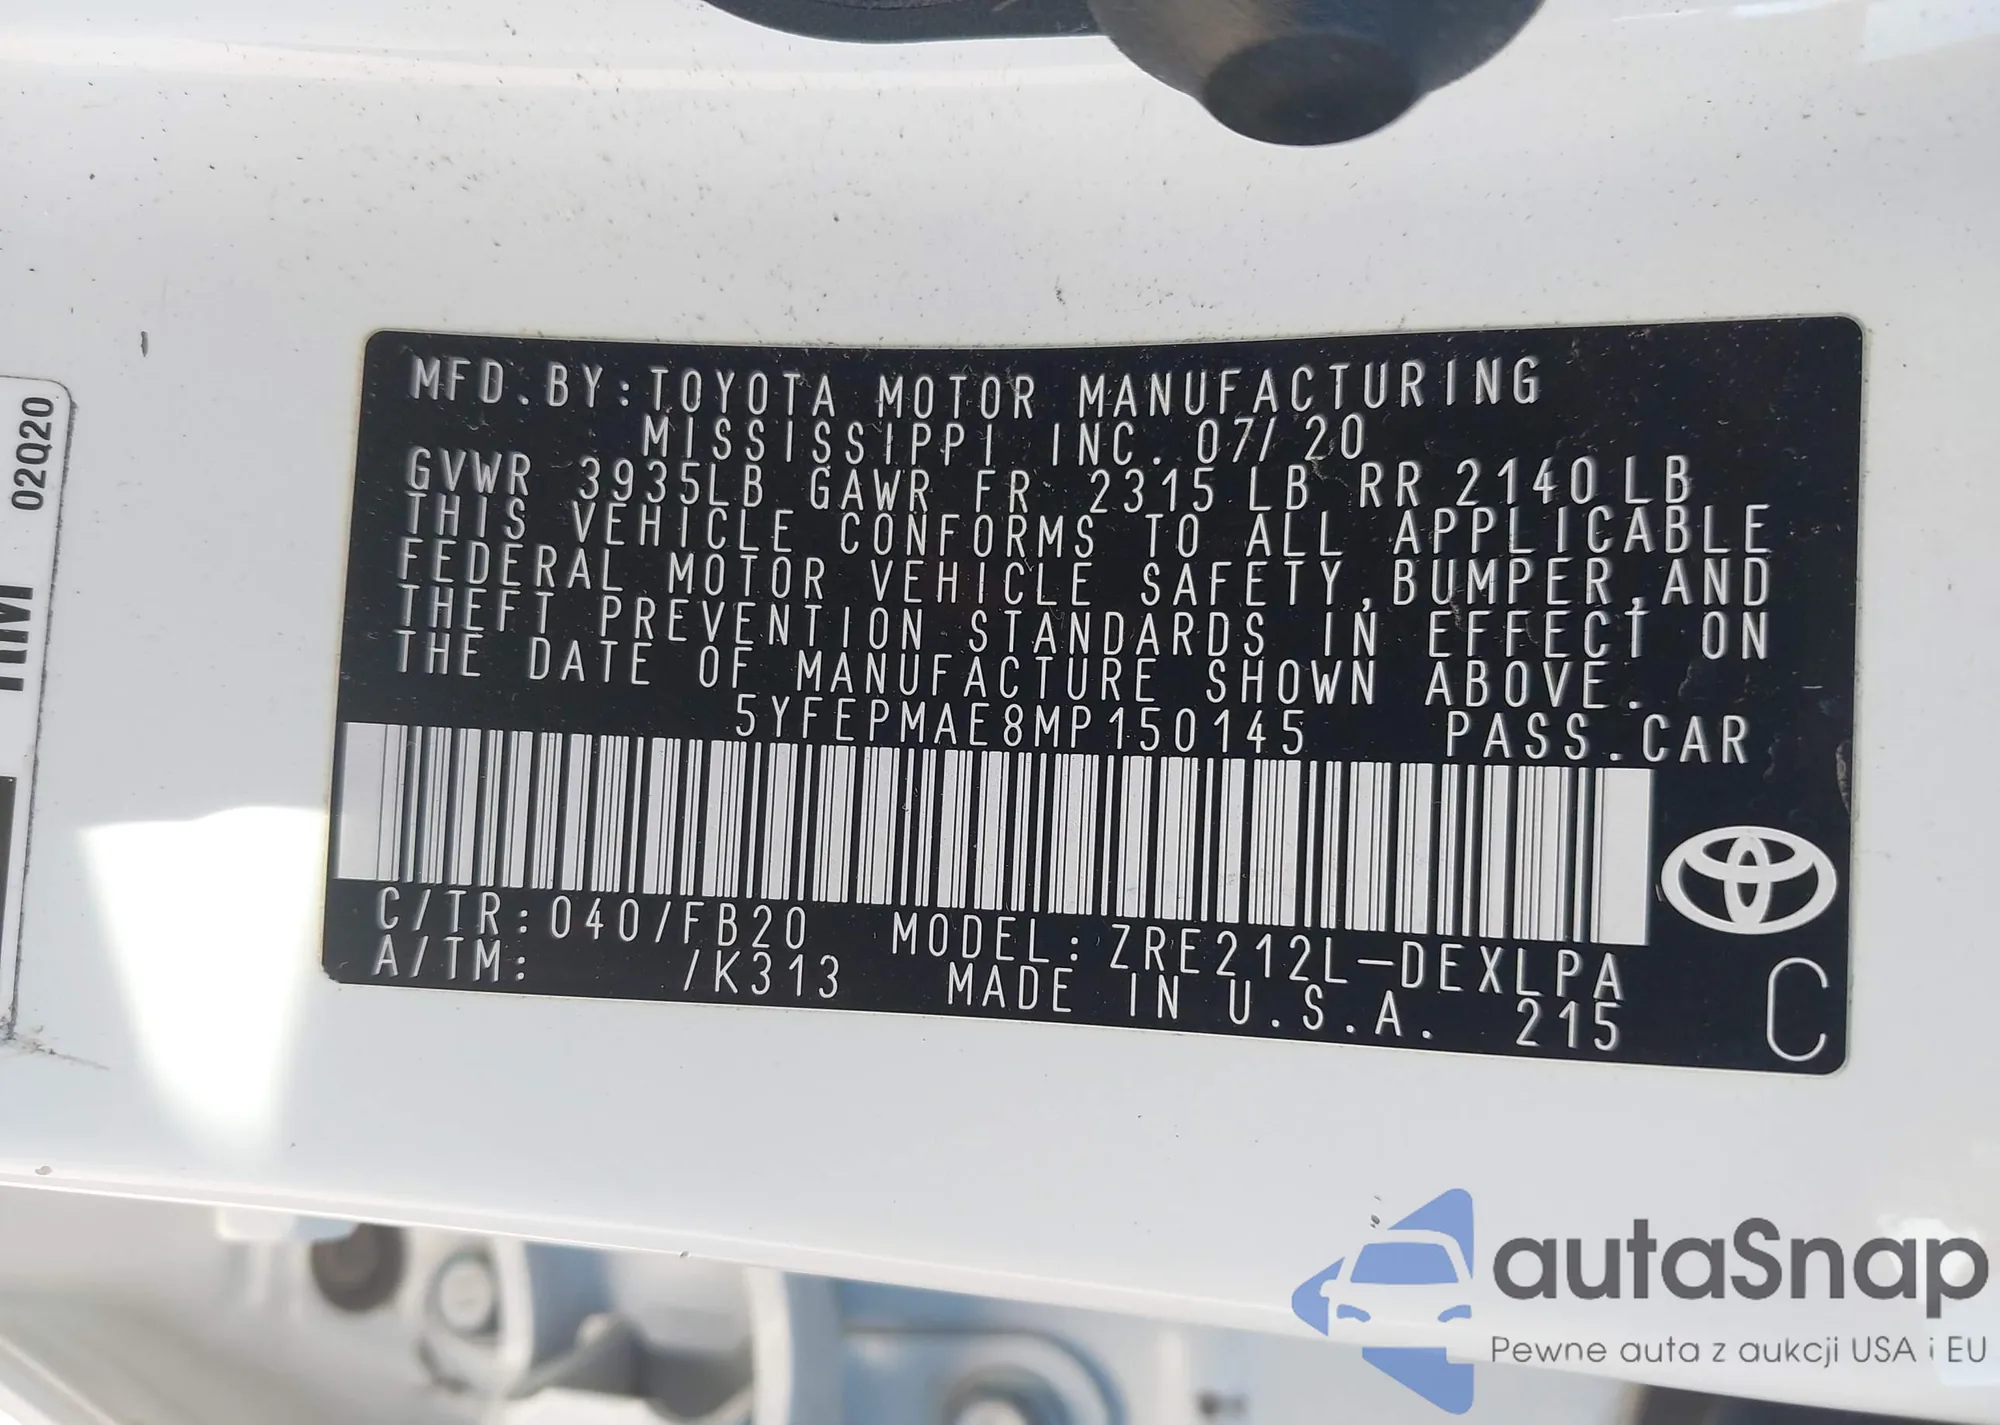 MFD.BY:TOYOTA MOTOR MANUFACTURING
MISSISSIPPI INC. 07/20
GVWR 3935LB GAWR FR 2315LB RR 2140LB
THIS VEHICLE CONFORMS TO ALL APPLICABLE
FEDERAL MOTOR VEHICLE SAFETY,BUMPER,AND
THEFT PREVENTION STANDARDS IN EFFECT ON
THE DATE OF MANUFACTURE SHOWN ABOVE.
5YFEPMAE8MP150145 PASS.CAR
C/TR:040/FB20 MODEL:ZRE212L-DEXLPA
A/TM: /K313 MADE IN U.S.A. 215
C
02Q20
autaSnap
Pewne auta z aukcji USA i EU